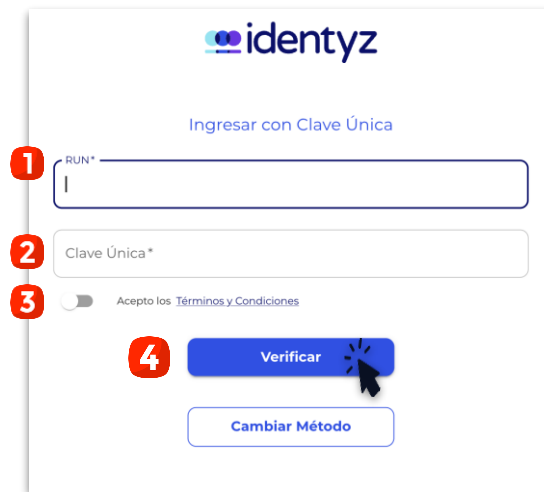 identyz
Ingresar con Clave Única
1
RUN*
2
Clave Única*
3
Acepto los Términos y Condiciones
4
Verificar
Cambiar Método